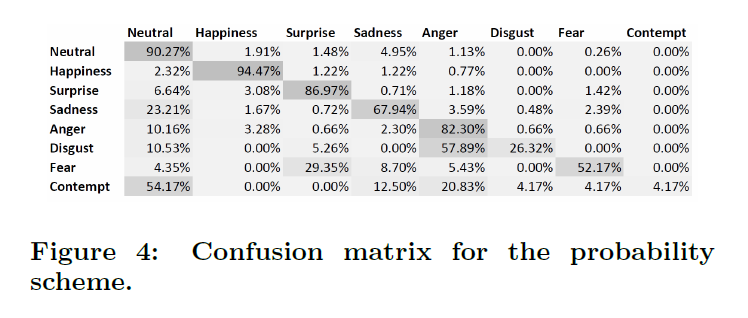 Neutral Happiness Surprise Sadness Anger Disgust Fear Contempt
Neutral 90.27% 1.91% 1.48% 4.95% 1.13% 0.00% 0.26% 0.00%
Happiness 2.32% 94.47% 1.22% 1.22% 0.77% 0.00% 0.00% 0.00%
Surprise 6.64% 3.08% 86.97% 0.71% 1.18% 0.00% 1.42% 0.00%
Sadness 23.21% 1.67% 0.72% 67.94% 3.59% 0.48% 2.39% 0.00%
Anger 10.16% 3.28% 0.66% 2.30% 82.30% 0.66% 0.66% 0.00%
Disgust 10.53% 0.00% 5.26% 0.00% 57.89% 26.32% 0.00% 0.00%
Fear 4.35% 0.00% 29.35% 8.70% 5.43% 0.00% 52.17% 0.00%
Contempt 54.17% 0.00% 0.00% 12.50% 20.83% 4.17% 4.17% 4.17%
Figure 4: Confusion matrix for the probability
scheme.